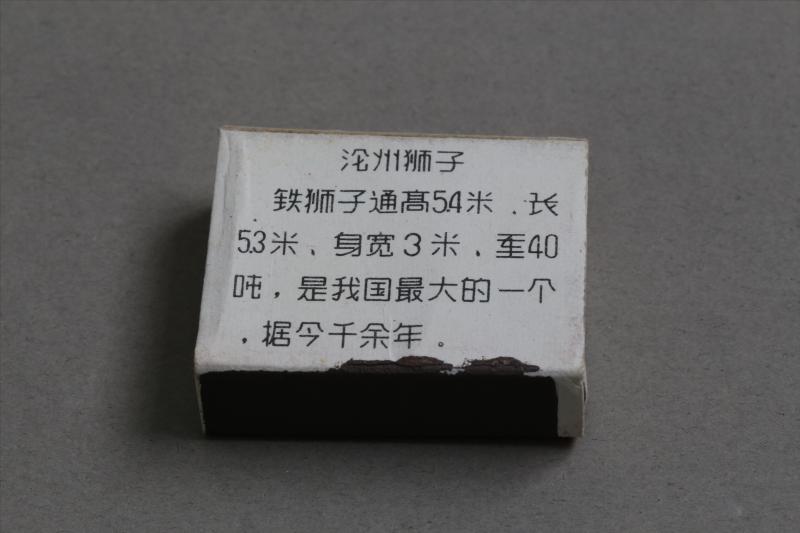 沧州狮子
铁狮子通高5.4米、长
5.3米、身宽3米、重40
吨，是我国最大的一个
，据今千余年。